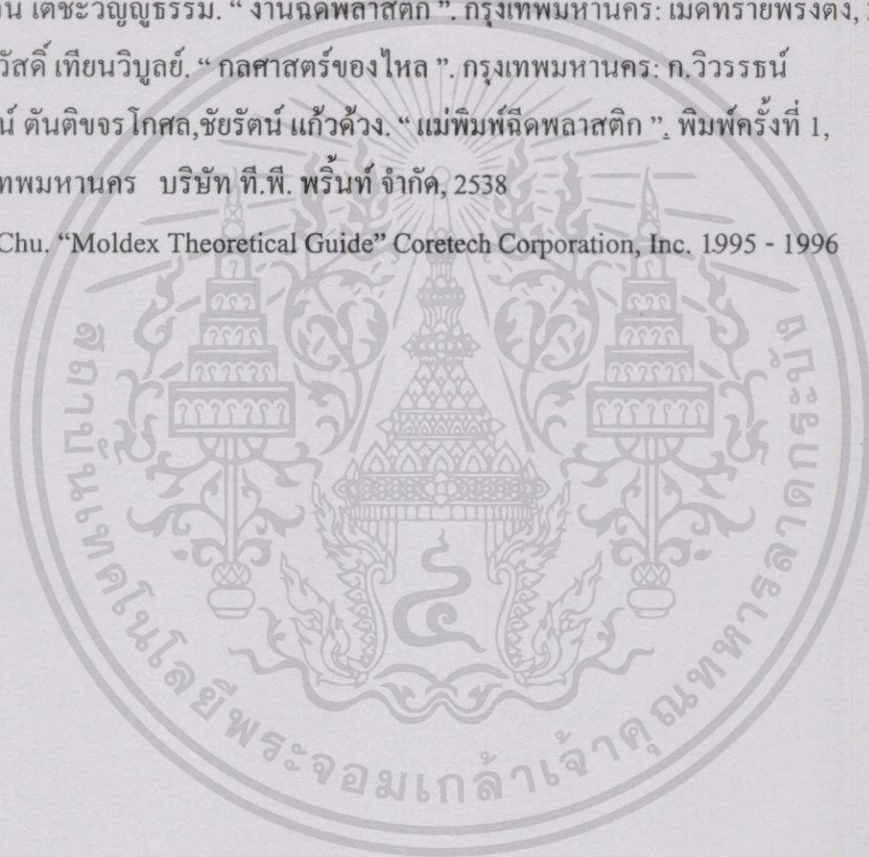 เตชะวิญญูธรรม. “ งานฉีดพลาสติก ”. กรุงเทพมหานคร: เม็ดทรายพริ้งติ้ง,
วัสดิ์ เทียนวิบูลย์. “ กลศาสตร์ของไหล ”. กรุงเทพมหานคร: ก.วิวรรธน์
น์ ตันติขจรโกศล,ชัยรัตน์ แก้วด้วง. “ แม่พิมพ์ฉีดพลาสติก ”. พิมพ์ครั้งที่ 1,
ทพมหานคร บริษัท ที.พี. พริ้นท์ จำกัด, 2538
Chu. “Moldex Theoretical Guide” Coretech Corporation, Inc. 1995 - 1996
สถาบันเทคโนโลยีพระจอมเกล้าเจ้าคุณทหารลาดกระบัง